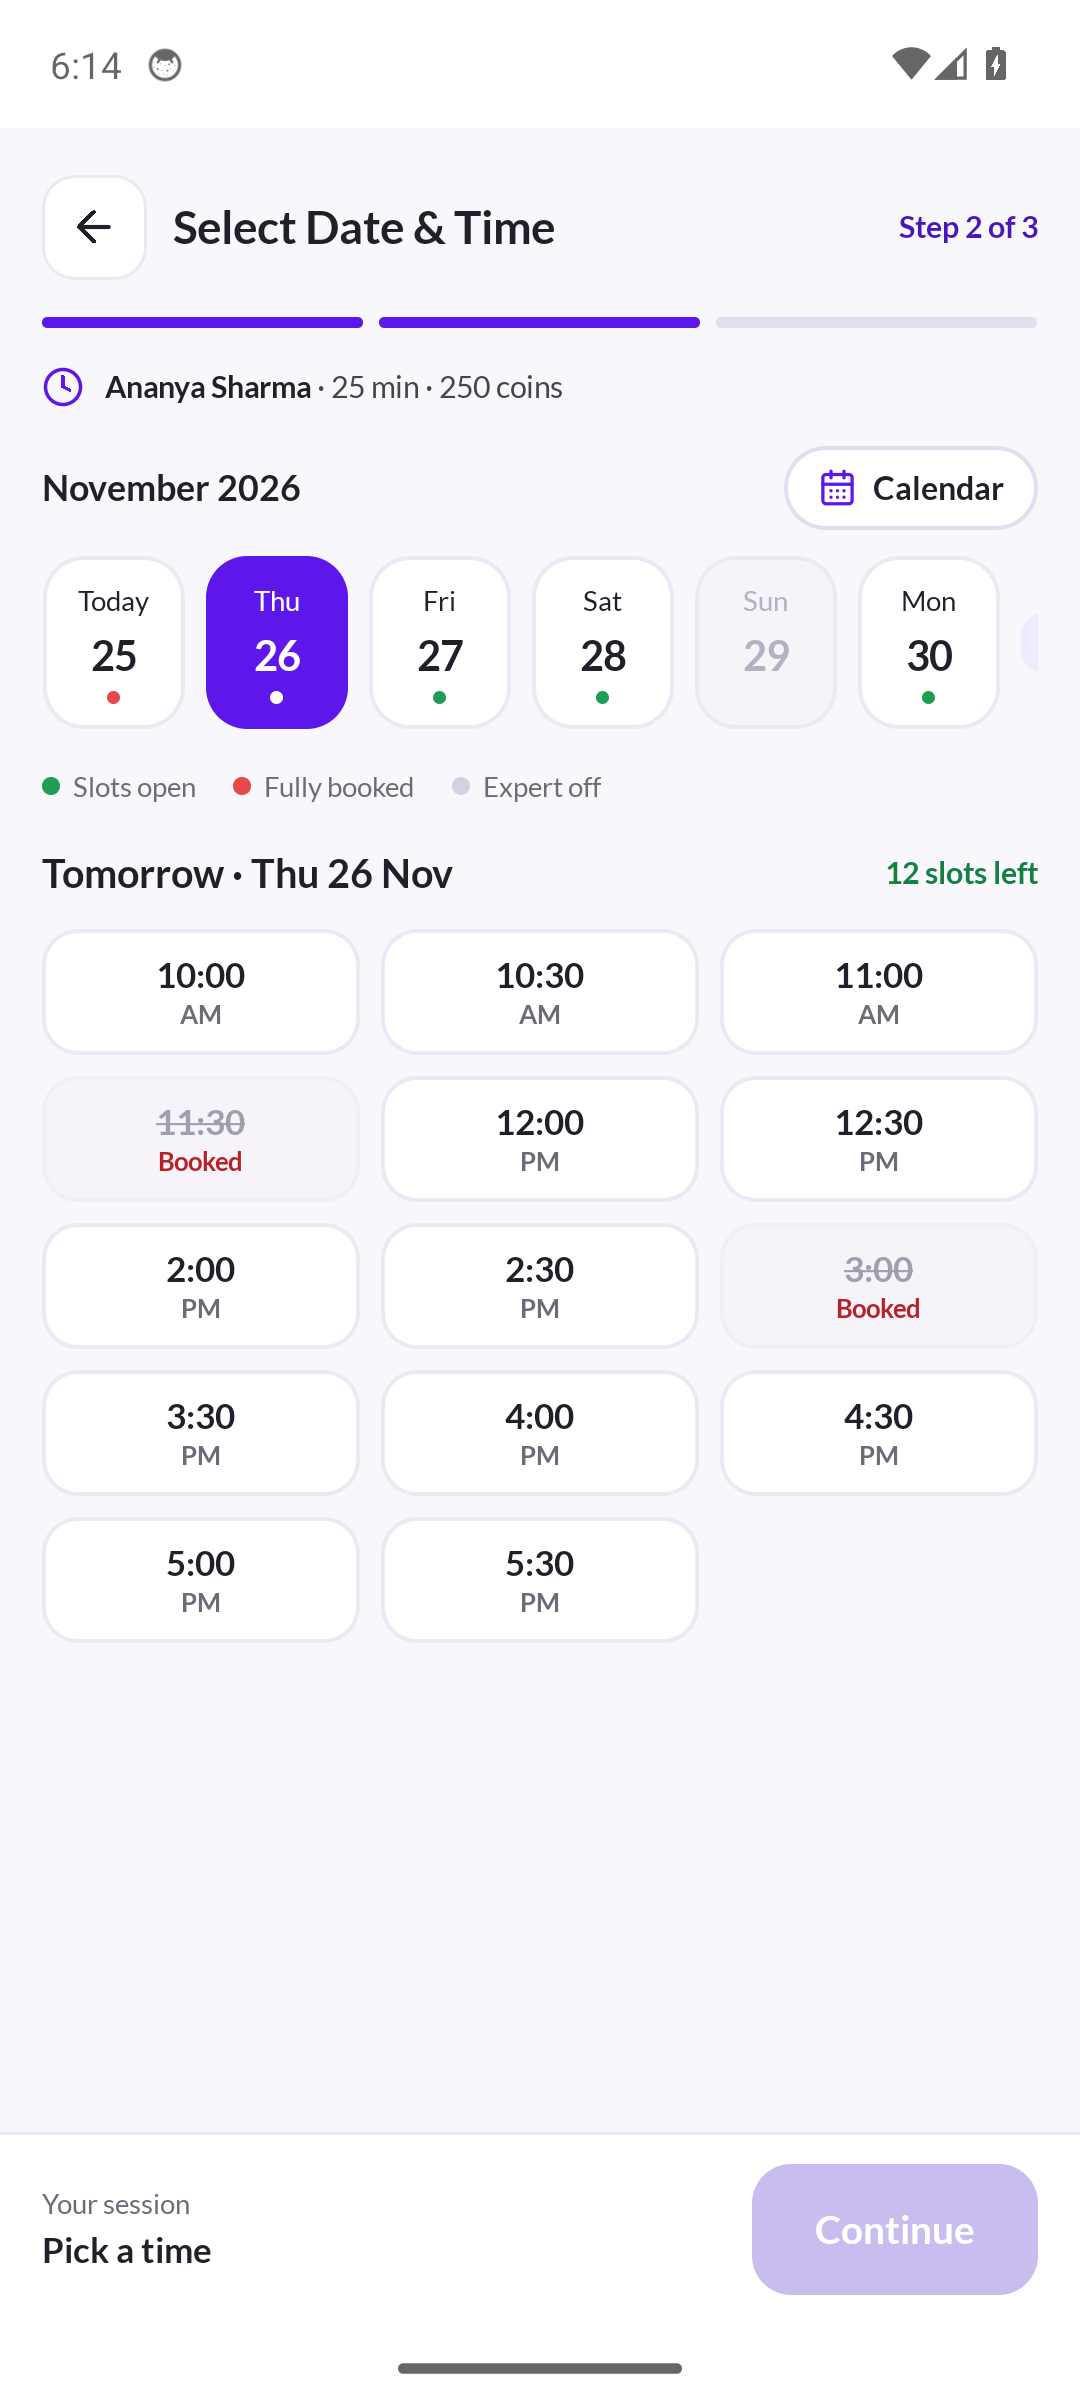 6:14
Select Date & Time
Step 2 of 3
Ananya Sharma · 25 min · 250 coins
November 2026
Calendar
Today Thu Fri Sat Sun Mon
25 26 27 28 29 30
Slots open Fully booked Expert off
Tomorrow · Thu 26 Nov
12 slots left
10:00 10:30 11:00
AM AM AM
11:30 12:00 12:30
Booked PM PM
2:00 2:30 3:00
PM PM Booked
3:30 4:00 4:30
PM PM PM
5:00 5:30
PM PM
Your session
Pick a time
Continue